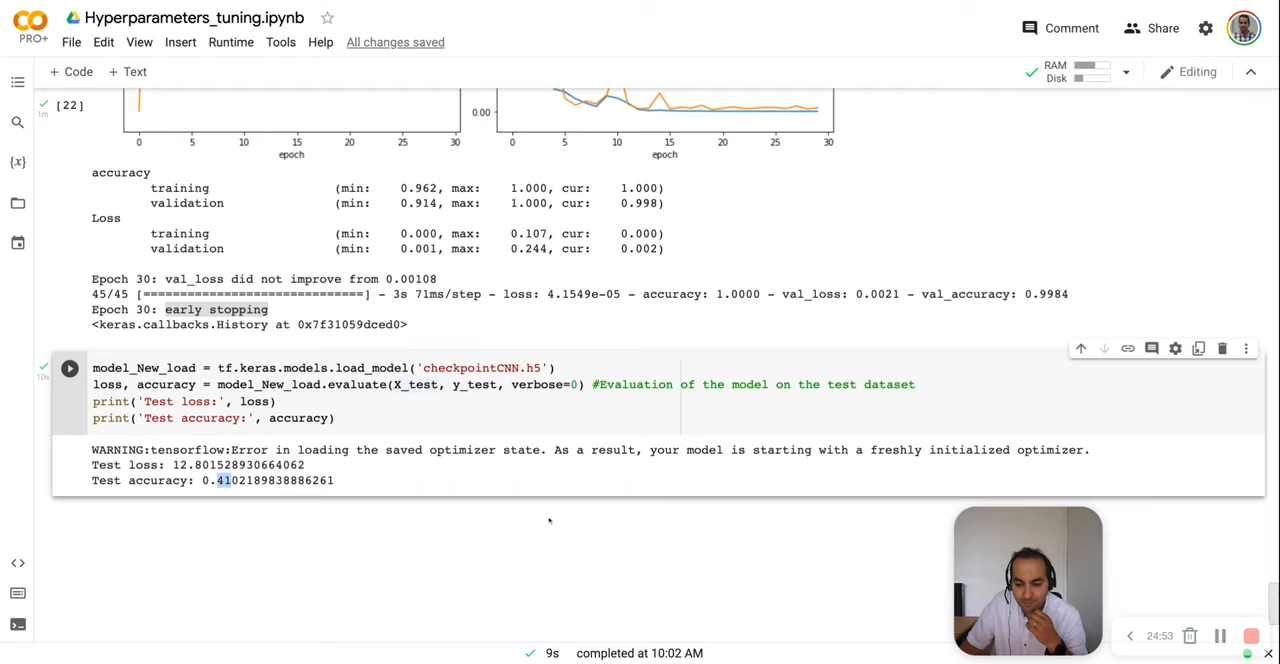 Hyperparameters_tuning.ipynb
PRO+
File Edit View Insert Runtime Tools Help All changes saved
Comment Share
+ Code + Text
RAM
Disk
Editing
[22]
1m
0.00
0 5 10 15 20 25 30 0 5 10 15 20 25 30
epoch epoch
accuracy
training (min: 0.962, max: 1.000, cur: 1.000)
validation (min: 0.914, max: 1.000, cur: 0.998)
Loss
training (min: 0.000, max: 0.107, cur: 0.000)
validation (min: 0.001, max: 0.244, cur: 0.002)
Epoch 30: val_loss did not improve from 0.00108
45/45 [==============================] - 3s 71ms/step - loss: 4.1549e-05 - accuracy: 1.0000 - val_loss: 0.0021 - val_accuracy: 0.9984
Epoch 30: early stopping
<keras.callbacks.History at 0x7f31059dced0>
10s
model_New_load = tf.keras.models.load_model('checkpointCNN.h5')
loss, accuracy = model_New_load.evaluate(X_test, y_test, verbose=0) #Evaluation of the model on the test dataset
print('Test loss:', loss)
print('Test accuracy:', accuracy)
WARNING:tensorflow:Error in loading the saved optimizer state. As a result, your model is starting with a freshly initialized optimizer.
Test loss: 12.801528930664062
Test accuracy: 0.4102189838886261
24:53
9s completed at 10:02 AM